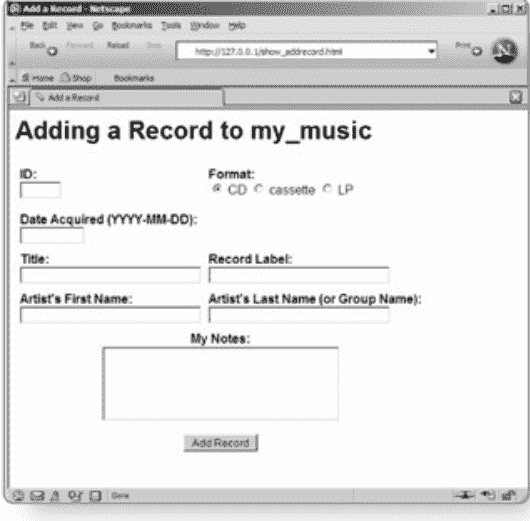 Add a Record - Netscape
File Edit View Go Bookmarks Tools Window Help
Back Forward Reload Stop http://127.0.0.1/show_addrecord.html Print
Home Shop Bookmarks
Add a Record
Adding a Record to my_music
ID: Format:
CD cassette LP
Date Acquired (YYYY-MM-DD):
Title: Record Label:
Artist's First Name: Artist's Last Name (or Group Name):
My Notes:
Add Record
Done